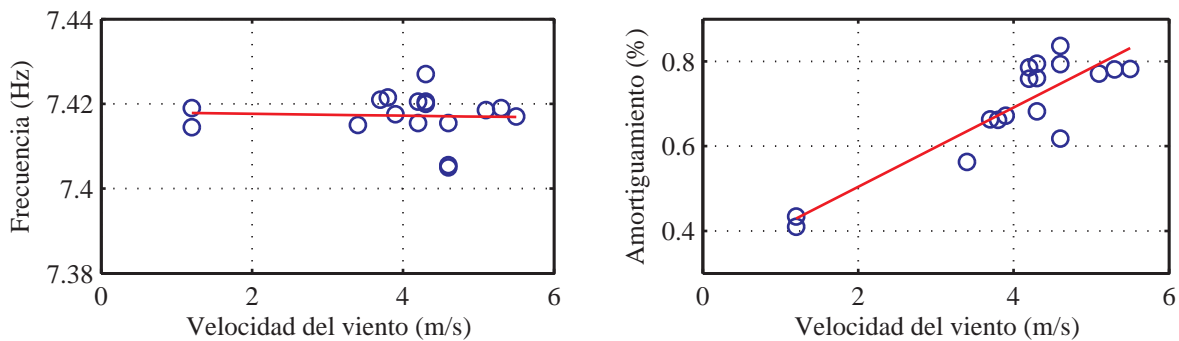 7.44
7.42
7.4
7.38
Frecuencia (Hz)
0 2 4 6
Velocidad del viento (m/s)
0.8
0.6
0.4
Amortiguamiento (%)
0 2 4 6
Velocidad del viento (m/s)